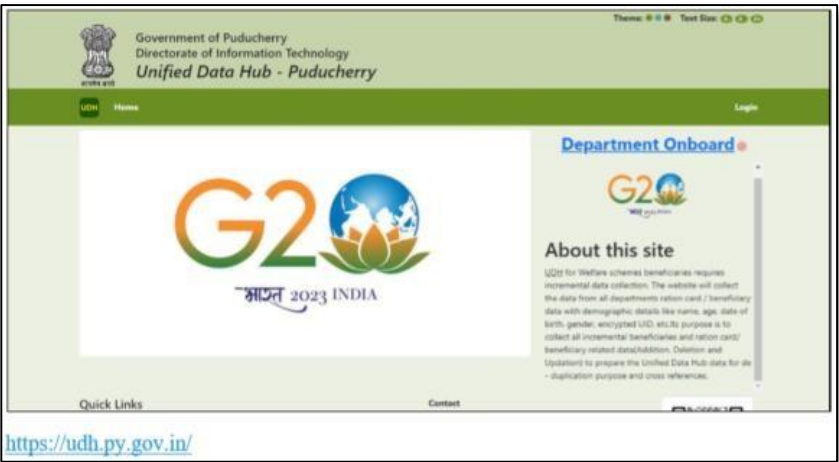 Theme: Text Size:
Government of Puducherry
Directorate of Information Technology
Unified Data Hub - Puducherry
UDH Home Login
G20
भारत 2023 INDIA
Department Onboard
G20
About this site
UDH for Welfare schemes beneficiaries requires
incremental data collection. The website will collect
the data from all departments ration card / beneficiary
data with demographic details like name, age, date of
birth, gender, encrypted UID, etc.Its purpose is to
collect all incremental beneficiaries and ration card/
beneficiary related data(Addition, Deletion and
Updation) to prepare the Unified Data Hub data for de
- duplication purpose and cross references.
Quick Links
Contact
https://udh.py.gov.in/